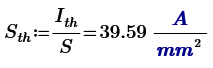 S_th := I_th / S = 39.59 A / mm²